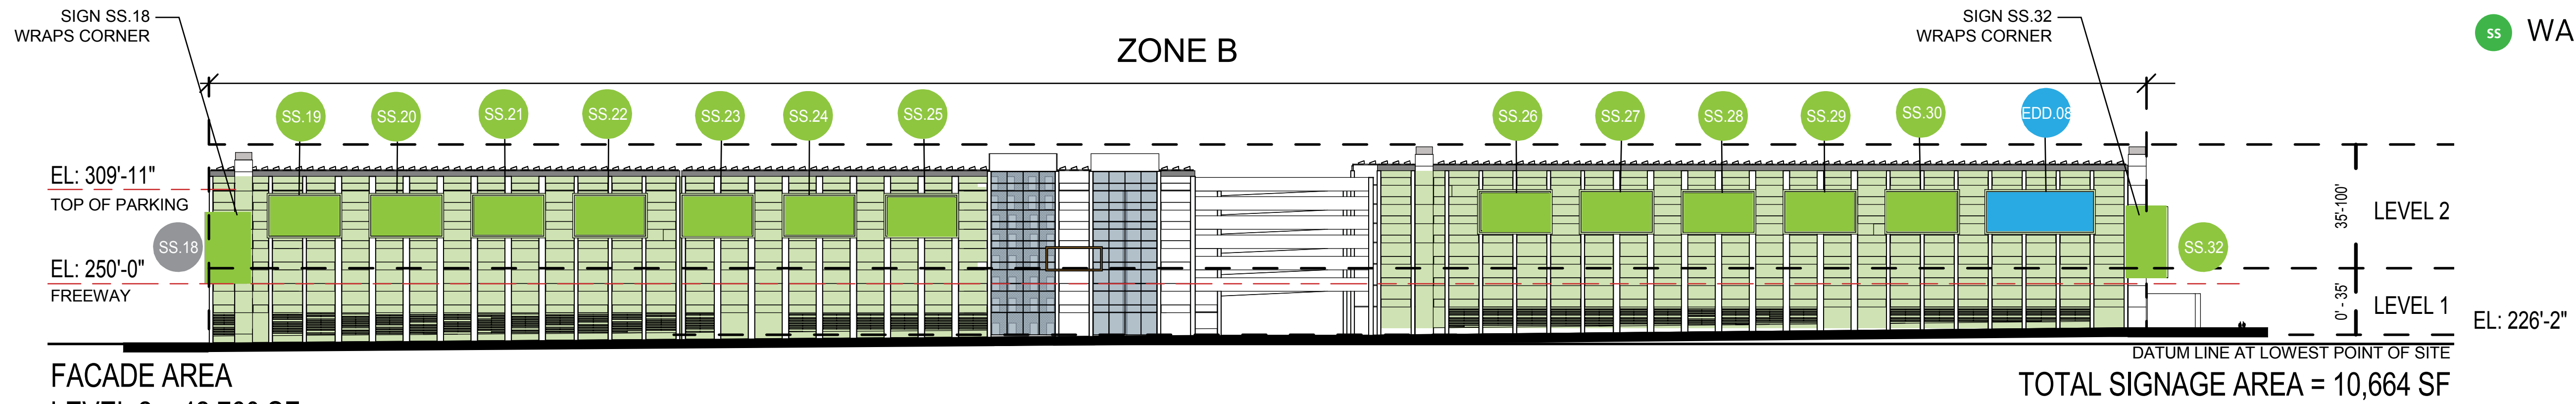 SIGN SS.18
WRAPS CORNER
ZONE B
SIGN SS.32
WRAPS CORNER
SS WA
SS.19 SS.20 SS.21 SS.22 SS.23 SS.24 SS.25 SS.26 SS.27 SS.28 SS.29 SS.30 EDD.08
EL: 309'-11"
TOP OF PARKING
SS.18
EL: 250'-0"
FREEWAY
SS.32
35'-100'
LEVEL 2
0' - 35'
LEVEL 1
EL: 226'-2"
DATUM LINE AT LOWEST POINT OF SITE
FACADE AREA
TOTAL SIGNAGE AREA = 10,664 SF